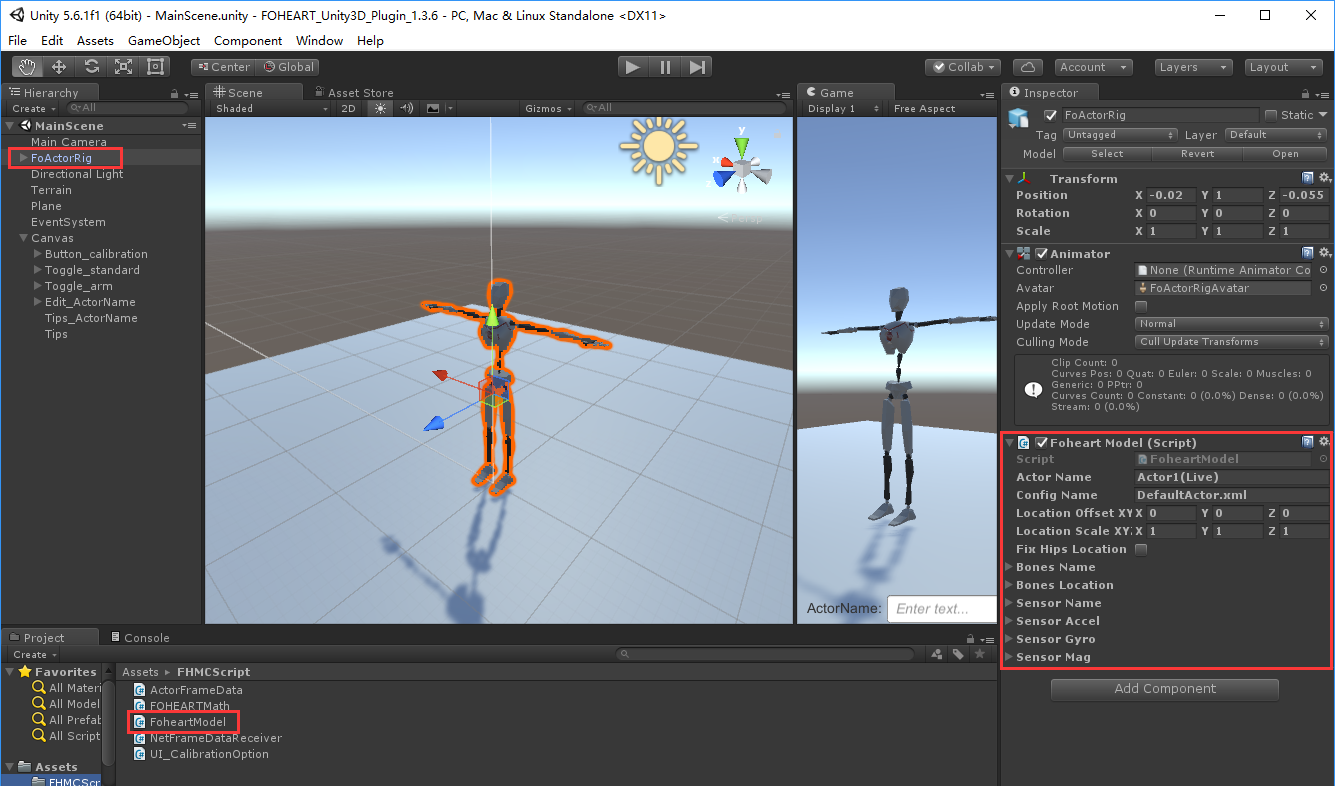 Unity 5.6.1f1 (64bit) - MainScene.unity - FOHEART_Unity3D_Plugin_1.3.6 - PC, Mac & Linux Standalone <DX11>
File Edit Assets GameObject Component Window Help
Center Global Collab Account Layers Layout
Hierarchy
Create All
MainScene
Main Camera
FoActorRig
Directional Light
Terrain
Plane
EventSystem
Canvas
Button_calibration
Toggle_standard
Toggle_arm
Edit_ActorName
Tips_ActorName
Tips
Scene Asset Store
Shaded 2D Gizmos All
y
x
z
Persp
Game
Display 1 Free Aspect
ActorName: Enter text...
Inspector
FoActorRig Static
Tag Untagged Layer Default
Model Select Revert Open
Transform
Position X -0.02 Y 1 Z -0.055
Rotation X 0 Y 0 Z 0
Scale X 1 Y 1 Z 1
Animator
Controller None (Runtime Animator Co
Avatar FoActorRigAvatar
Apply Root Motion
Update Mode Normal
Culling Mode Cull Update Transforms
Clip Count: 0
Curves Pos: 0 Quat: 0 Euler: 0 Scale: 0 Muscles: 0
Generic: 0 PPtr: 0
Curves Count: 0 Constant: 0 (0.0%) Dense: 0 (0.0%)
Stream: 0 (0.0%)
Foheart Model (Script)
Script FoheartModel
Actor Name Actor1(Live)
Config Name DefaultActor.xml
Location Offset XY X 0 Y 0 Z 0
Location Scale XY X 1 Y 1 Z 1
Fix Hips Location
Bones Name
Bones Location
Sensor Name
Sensor Accel
Sensor Gyro
Sensor Mag
Add Component
Project Console
Create
Favorites
All Materi
All Model
All Prefab
All Script
Assets
FHMCScr
Assets FHMCScript
ActorFrameData
FOHEARTMath
FoheartModel
NetFrameDataReceiver
UI_CalibrationOption